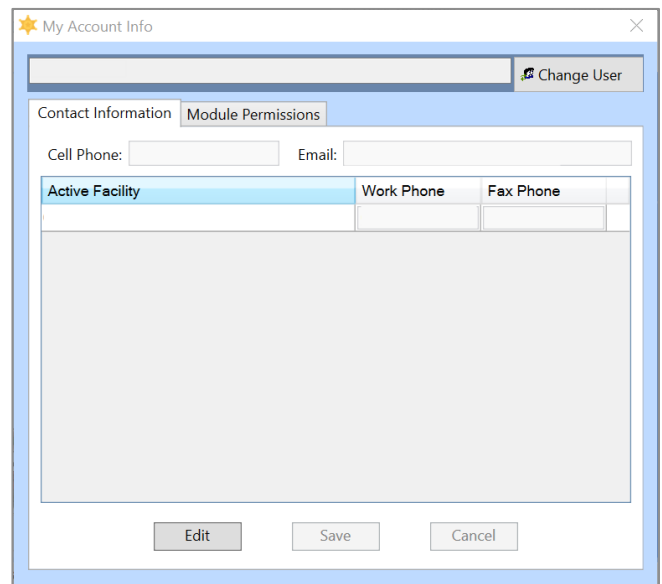 My Account Info
Change User
Contact Information Module Permissions
Cell Phone: Email:
Active Facility Work Phone Fax Phone
Edit Save Cancel